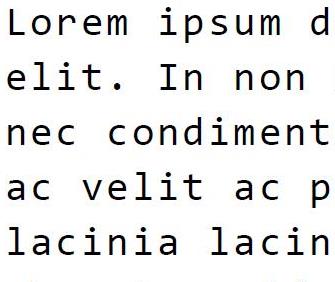 Lorem ipsum d
elit. In non
nec condiment
ac velit ac p
lacinia lacin